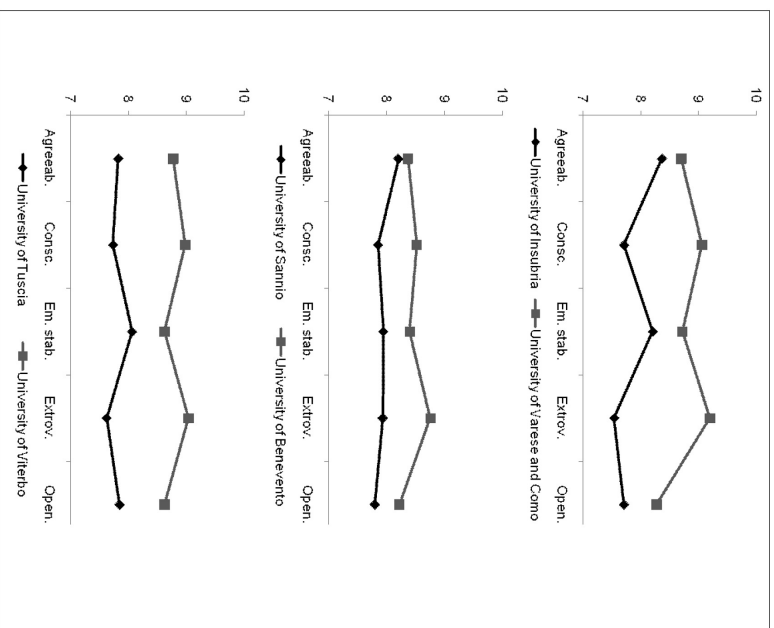 10
9
8
7
Agreeab. Consc. Em. stab. Extrov. Open.
University of Insubria University of Varese and Como
10
9
8
7
Agreeab. Consc. Em. stab. Extrov. Open.
University of Sannio University of Benevento
10
9
8
7
Agreeab. Consc. Em. stab. Extrov. Open.
University of Tuscia University of Viterbo